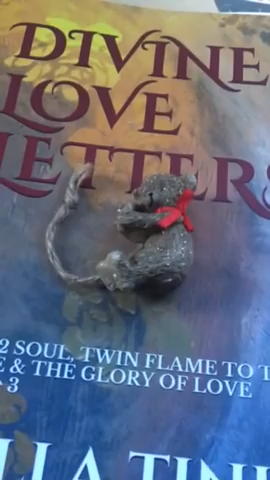 DIVINE
LOVE
LETTERS
2 SOUL, TWIN FLAME TO T
E & THE GLORY OF LOVE
3